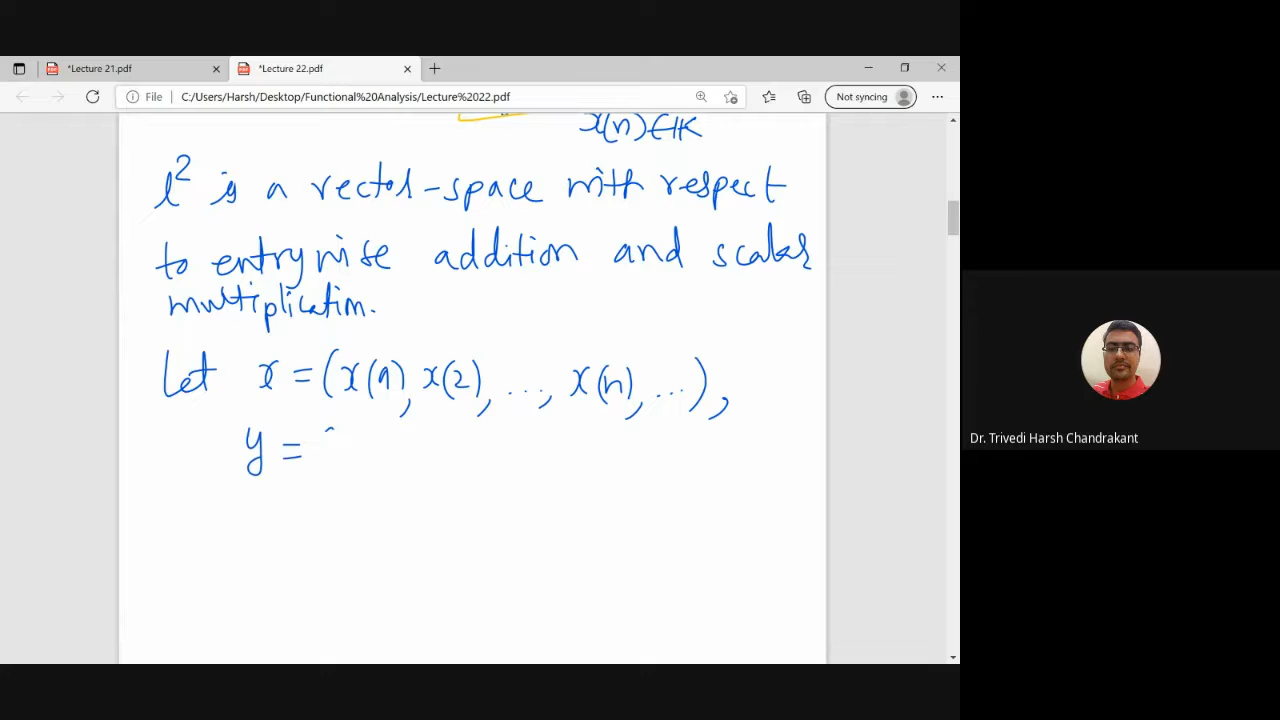 *Lecture 21.pdf
*Lecture 22.pdf
File
C:/Users/Harsh/Desktop/Functional%20Analysis/Lecture%2022.pdf
Not syncing
x(n)∈K
l² is a vector-space with respect
to entrywise addition and scalar
multiplication.
Let x = (x(1), x(2), ..., x(n), ...),
y =
Dr. Trivedi Harsh Chandrakant